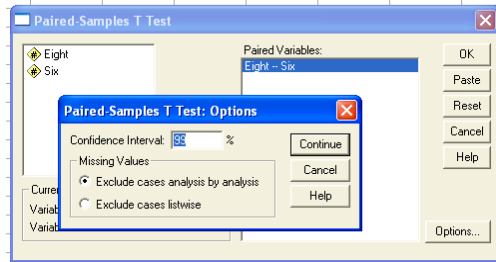 Paired-Samples T Test
Eight
Six
Paired Variables:
Eight -- Six
OK
Paste
Reset
Cancel
Help
Paired-Samples T Test: Options
Confidence Interval: 99 %
Missing Values
Exclude cases analysis by analysis
Exclude cases listwise
Continue
Cancel
Help
Curre
Variab
Variab
Options...